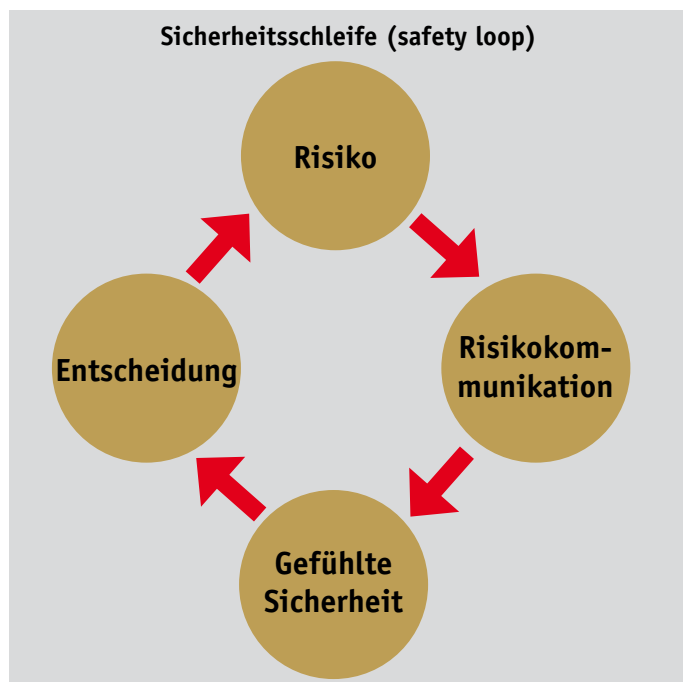 Sicherheitsschleife (safety loop)
Risiko
Risikokom-
munikation
Gefühlte
Sicherheit
Entscheidung